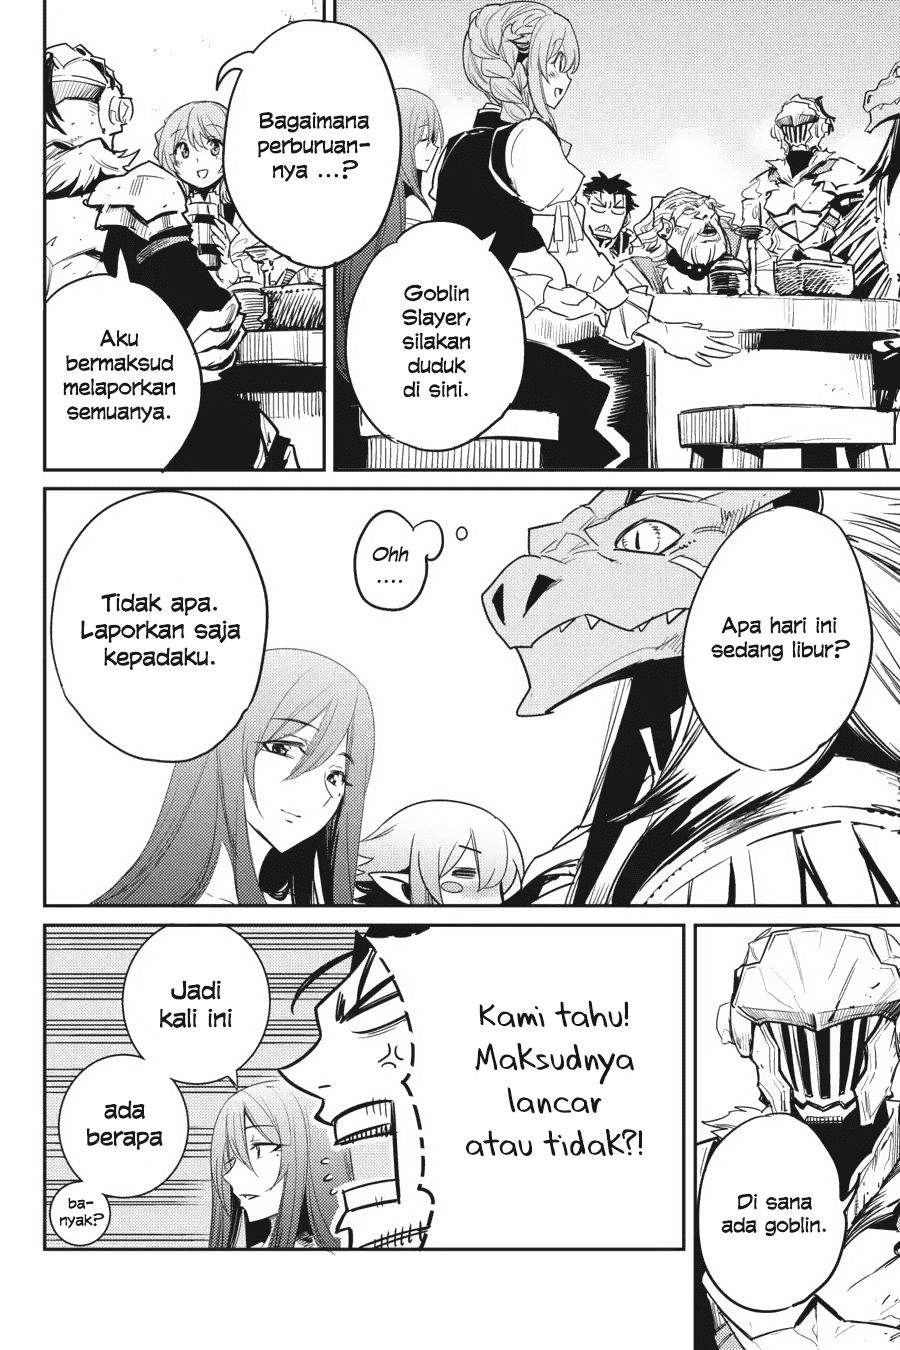 Goblin
Slayer,
silakan
duduk
di sini.
Bagaimana
perburuan-
nya ...?
Aku
bermaksud
melaporkan
semuanya.
Apa hari ini
sedang libur?
Ohh
....
Tidak apa.
Laporkan saja
kepadaku.
Di sana
ada goblin.
Kami tahu!
Maksudnya
lancar
atau tidak?!
Jadi
kali ini
ada
berapa
ba-
nyak?